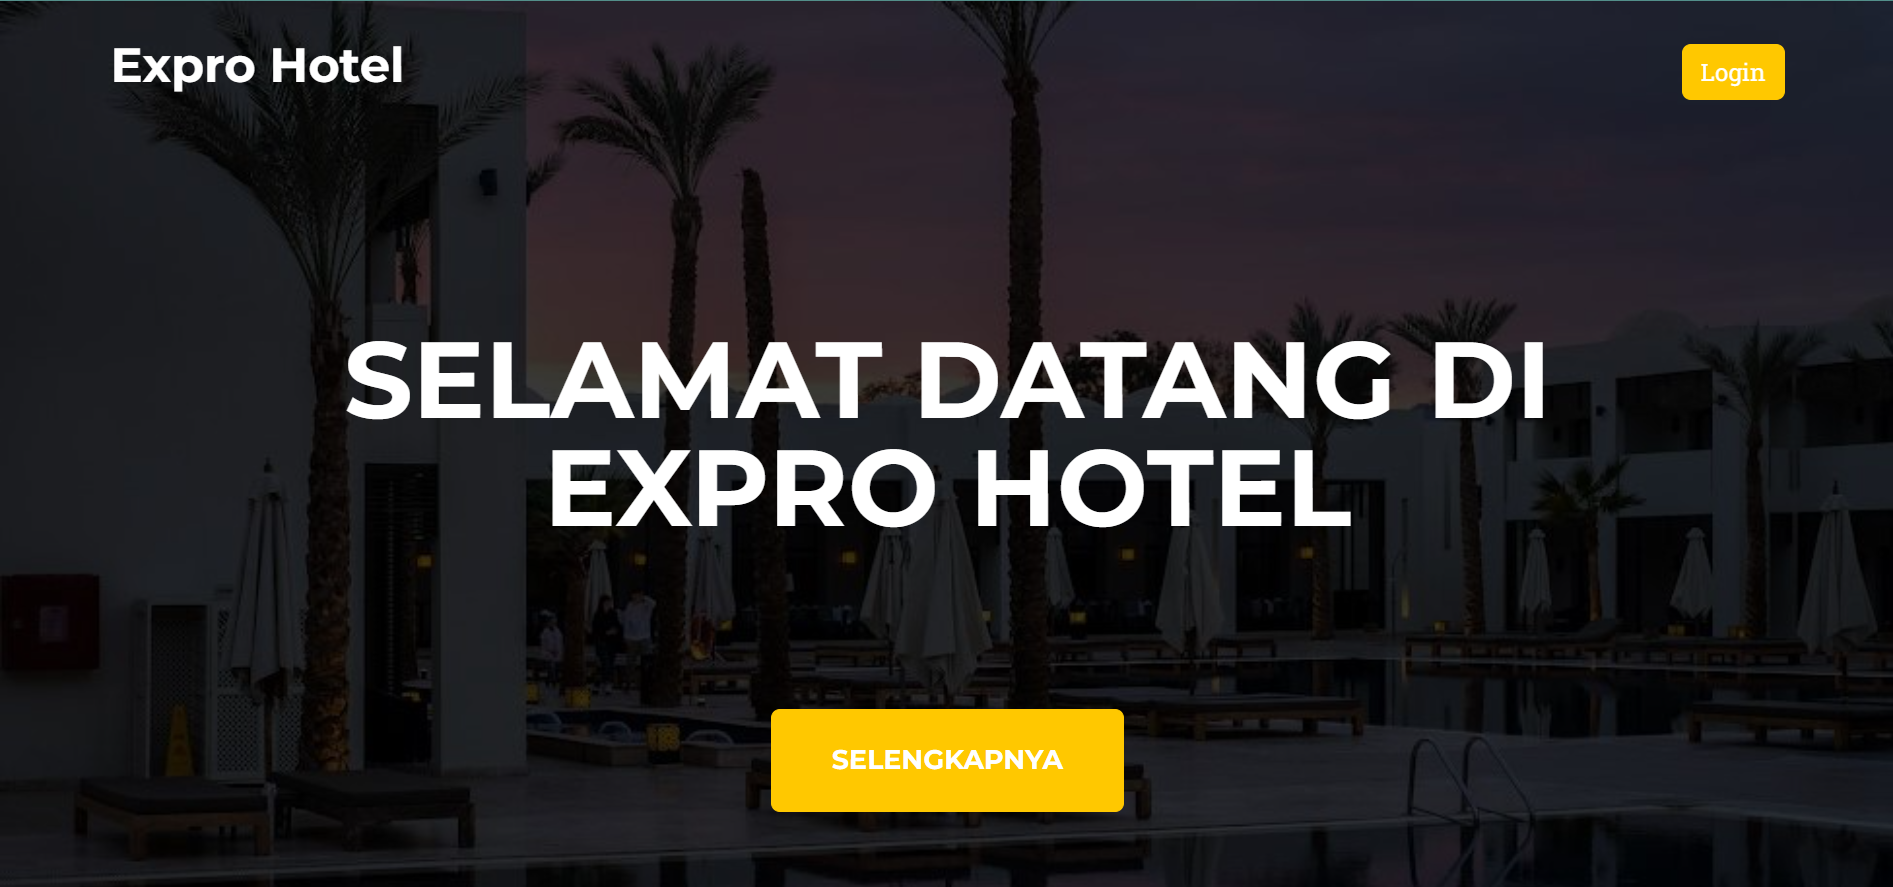 Expro Hotel
Login
SELAMAT DATANG DI
EXPRO HOTEL
SELENGKAPNYA